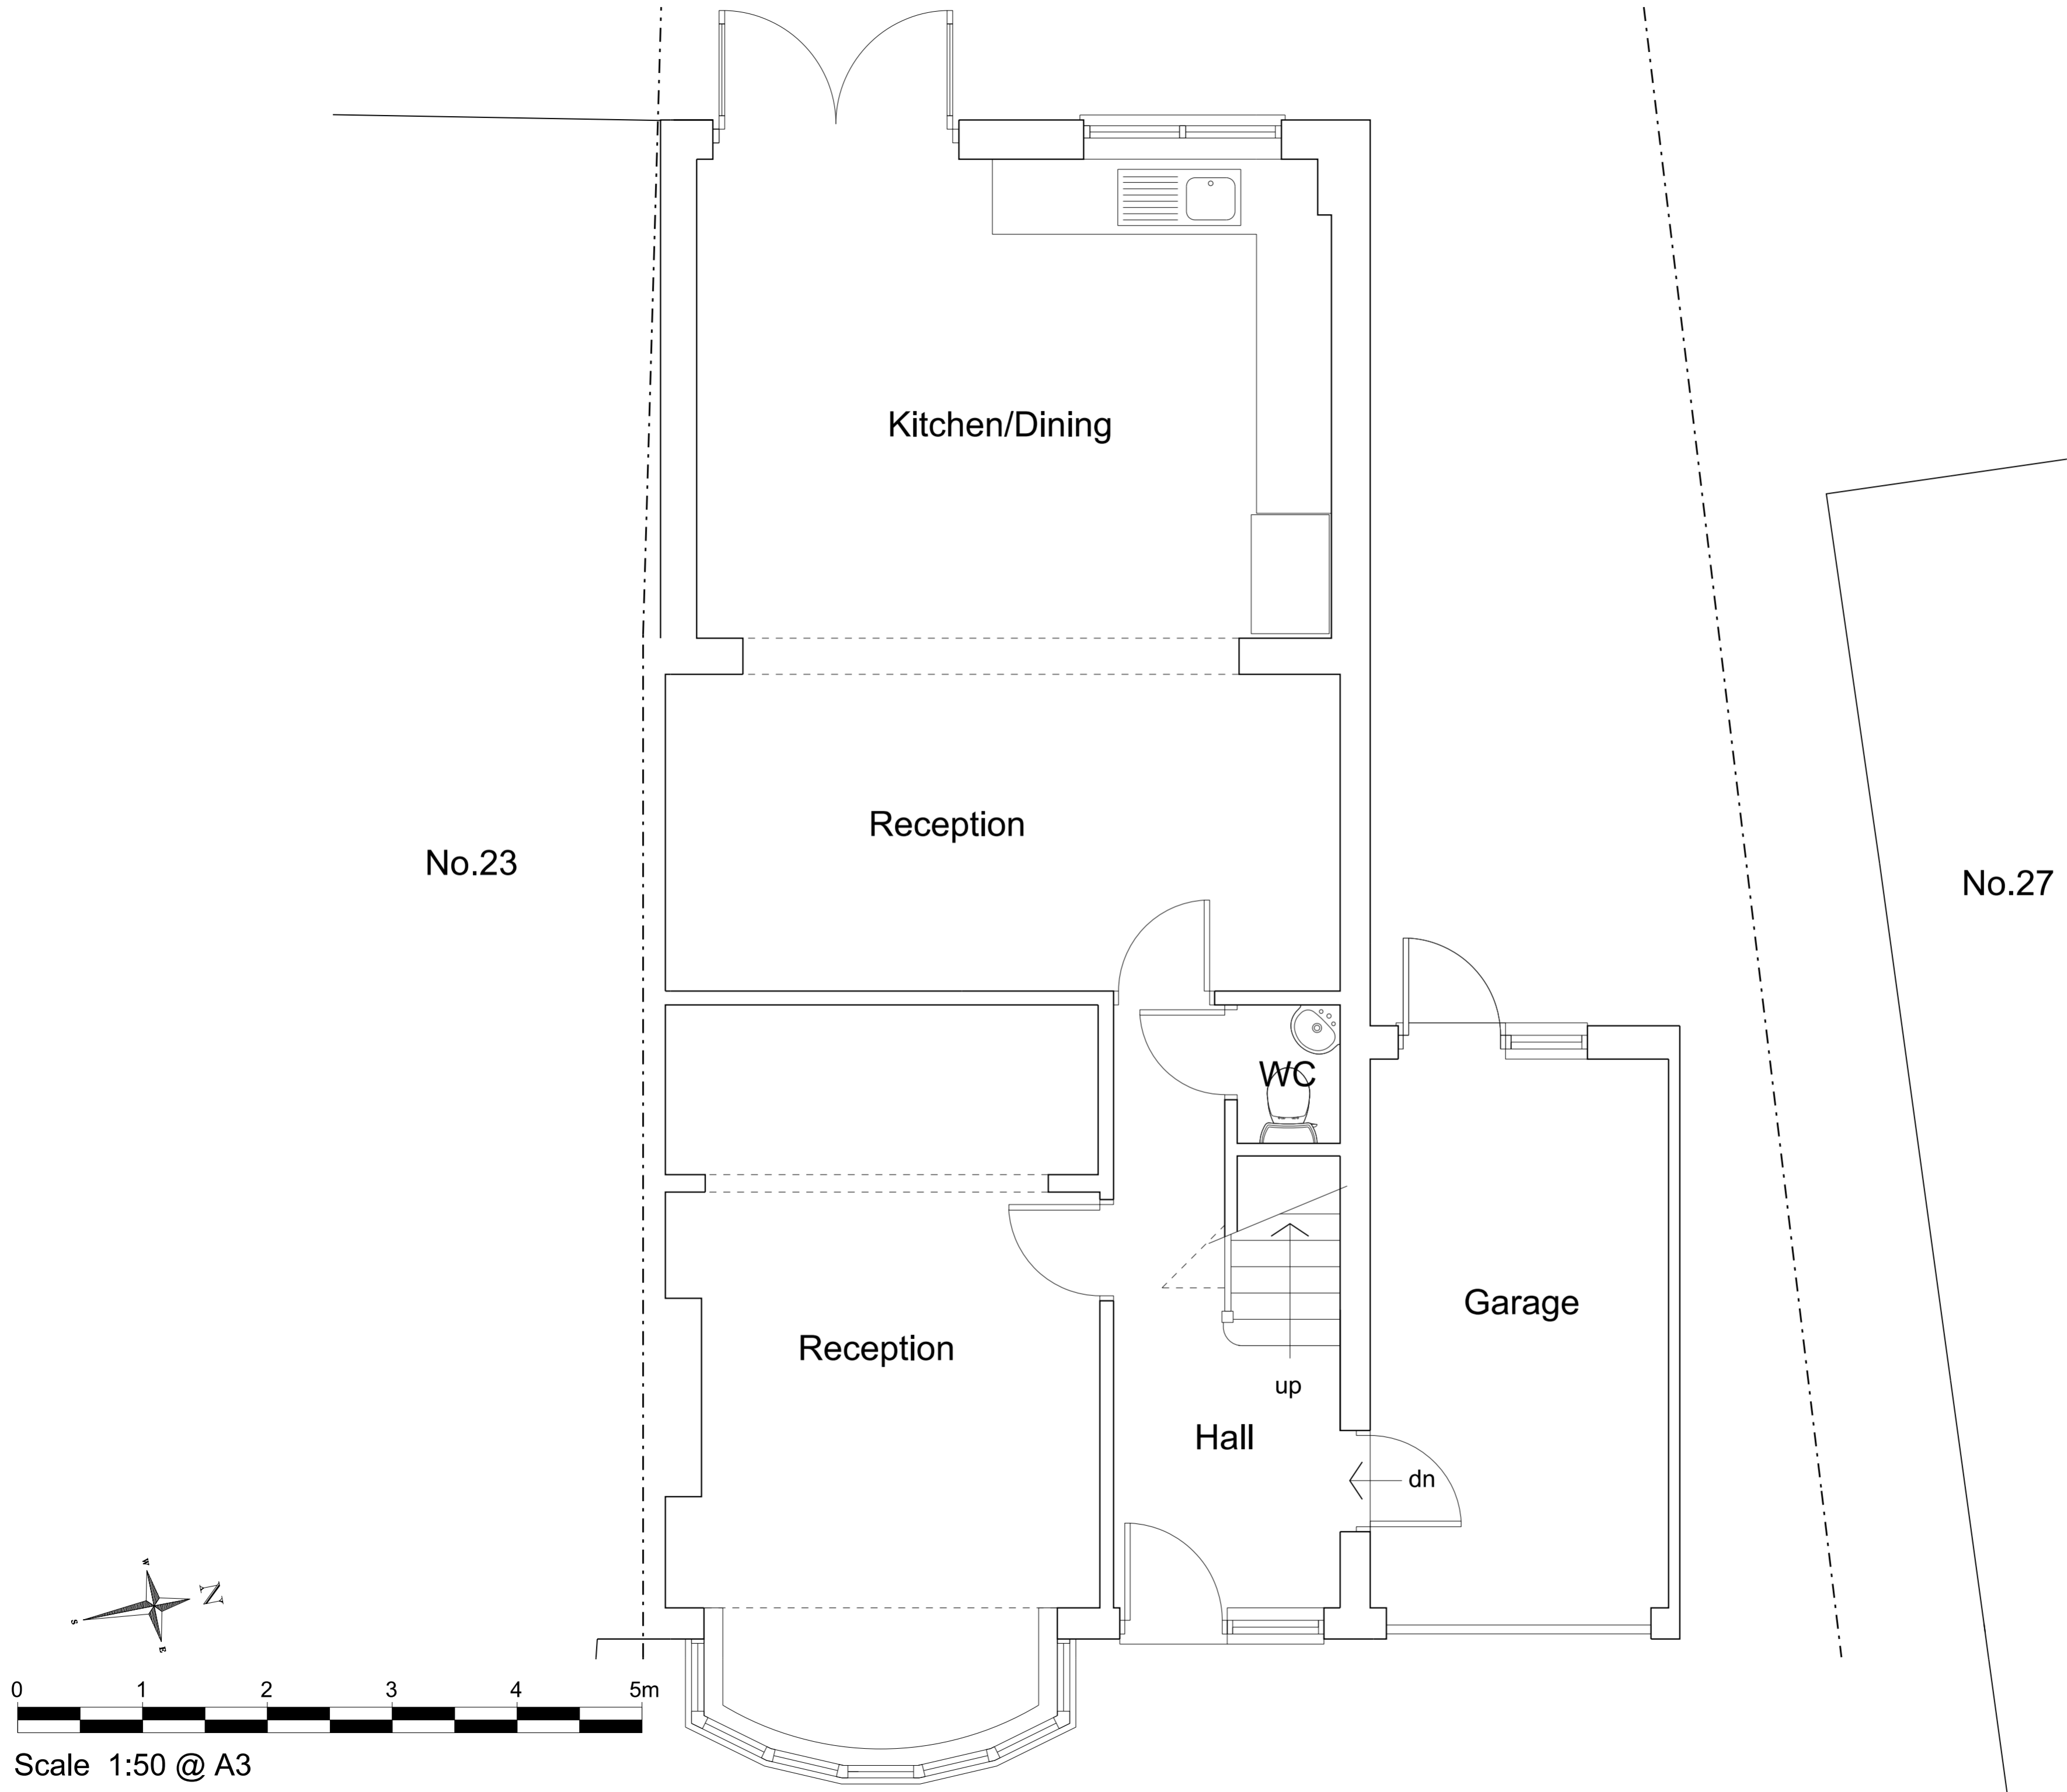 Kitchen/Dining
Reception
No.23
No.27
WC
Garage
Reception
up
Hall
dn
W
N
S
E
0 1 2 3 4 5m
Scale 1:50 @ A3